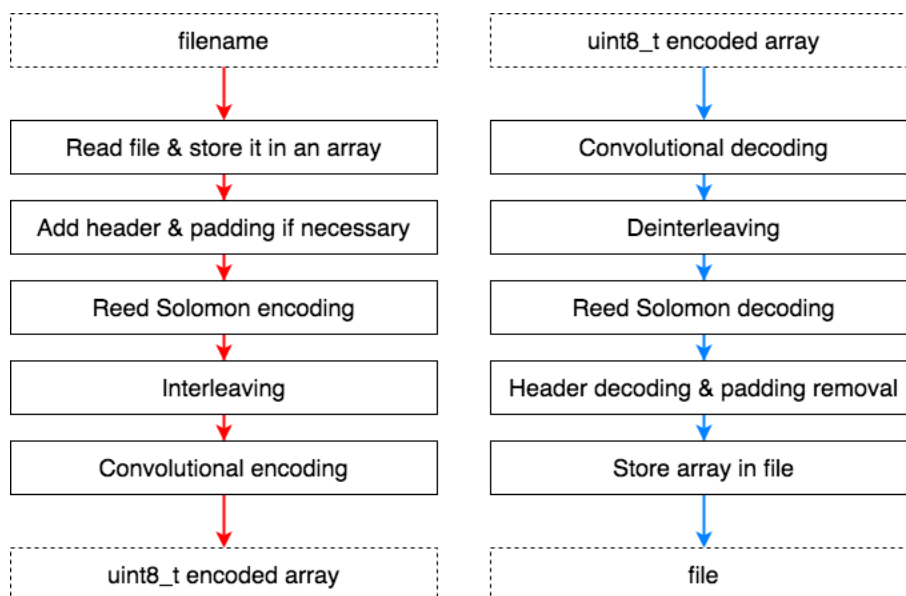 filename
Read file & store it in an array
Add header & padding if necessary
Reed Solomon encoding
Interleaving
Convolutional encoding
uint8_t encoded array
uint8_t encoded array
Convolutional decoding
Deinterleaving
Reed Solomon decoding
Header decoding & padding removal
Store array in file
file